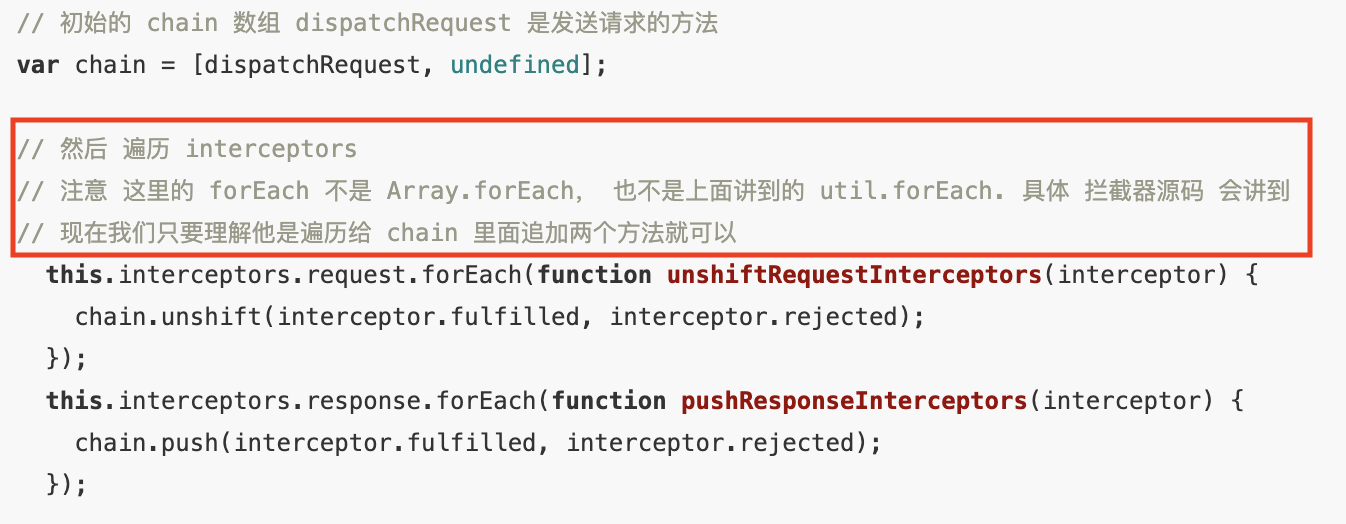 // 初始的 chain 数组 dispatchRequest 是发送请求的方法
var chain = [dispatchRequest, undefined];
// 然后 遍历 interceptors
// 注意 这里的 forEach 不是 Array.forEach， 也不是上面讲到的 util.forEach. 具体 拦截器源码 会讲到
// 现在我们只要理解他是遍历给 chain 里面追加两个方法就可以
this.interceptors.request.forEach(function unshiftRequestInterceptors(interceptor) {
chain.unshift(interceptor.fulfilled, interceptor.rejected);
});
this.interceptors.response.forEach(function pushResponseInterceptors(interceptor) {
chain.push(interceptor.fulfilled, interceptor.rejected);
});